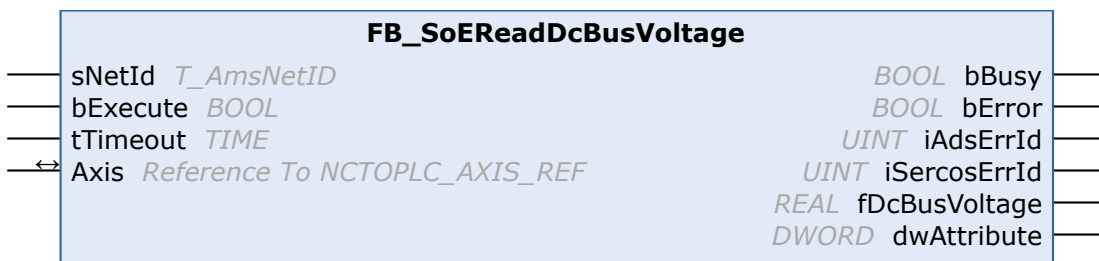 FB_SoEReadDcBusVoltage
sNetId T_AmsNetID BOOL bBusy
bExecute BOOL BOOL bError
tTimeout TIME UINT iAdsErrId
↔ Axis Reference To NCTOPLC_AXIS_REF UINT iSercosErrId
REAL fDcBusVoltage
DWORD dwAttribute